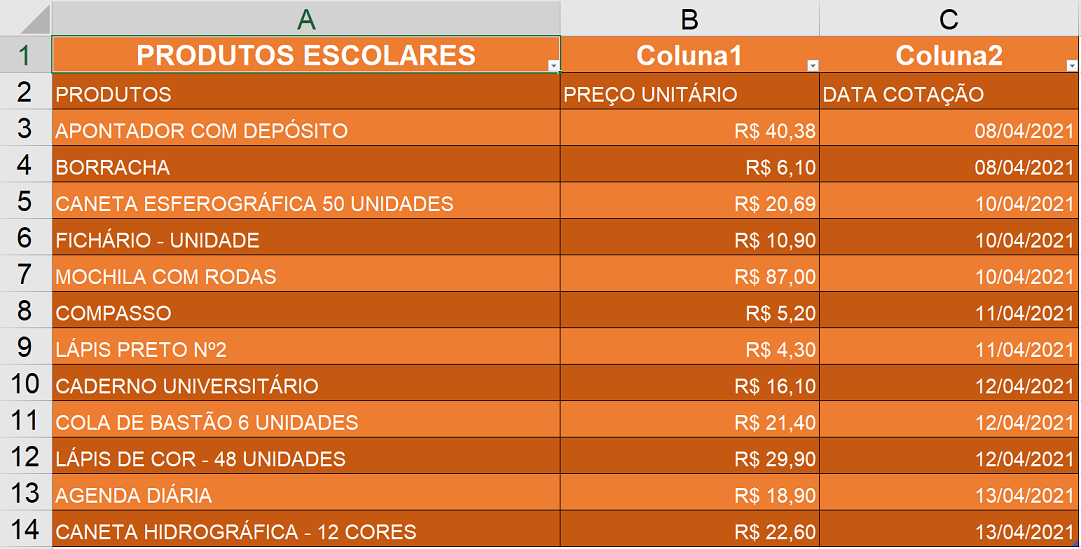 A B C
1 PRODUTOS ESCOLARES Coluna1 Coluna2
2 PRODUTOS PREÇO UNITÁRIO DATA COTAÇÃO
3 APONTADOR COM DEPÓSITO R$ 40,38 08/04/2021
4 BORRACHA R$ 6,10 08/04/2021
5 CANETA ESFEROGRÁFICA 50 UNIDADES R$ 20,69 10/04/2021
6 FICHÁRIO - UNIDADE R$ 10,90 10/04/2021
7 MOCHILA COM RODAS R$ 87,00 10/04/2021
8 COMPASSO R$ 5,20 11/04/2021
9 LÁPIS PRETO Nº2 R$ 4,30 11/04/2021
10 CADERNO UNIVERSITÁRIO R$ 16,10 12/04/2021
11 COLA DE BASTÃO 6 UNIDADES R$ 21,40 12/04/2021
12 LÁPIS DE COR - 48 UNIDADES R$ 29,90 12/04/2021
13 AGENDA DIÁRIA R$ 18,90 13/04/2021
14 CANETA HIDROGRÁFICA - 12 CORES R$ 22,60 13/04/2021